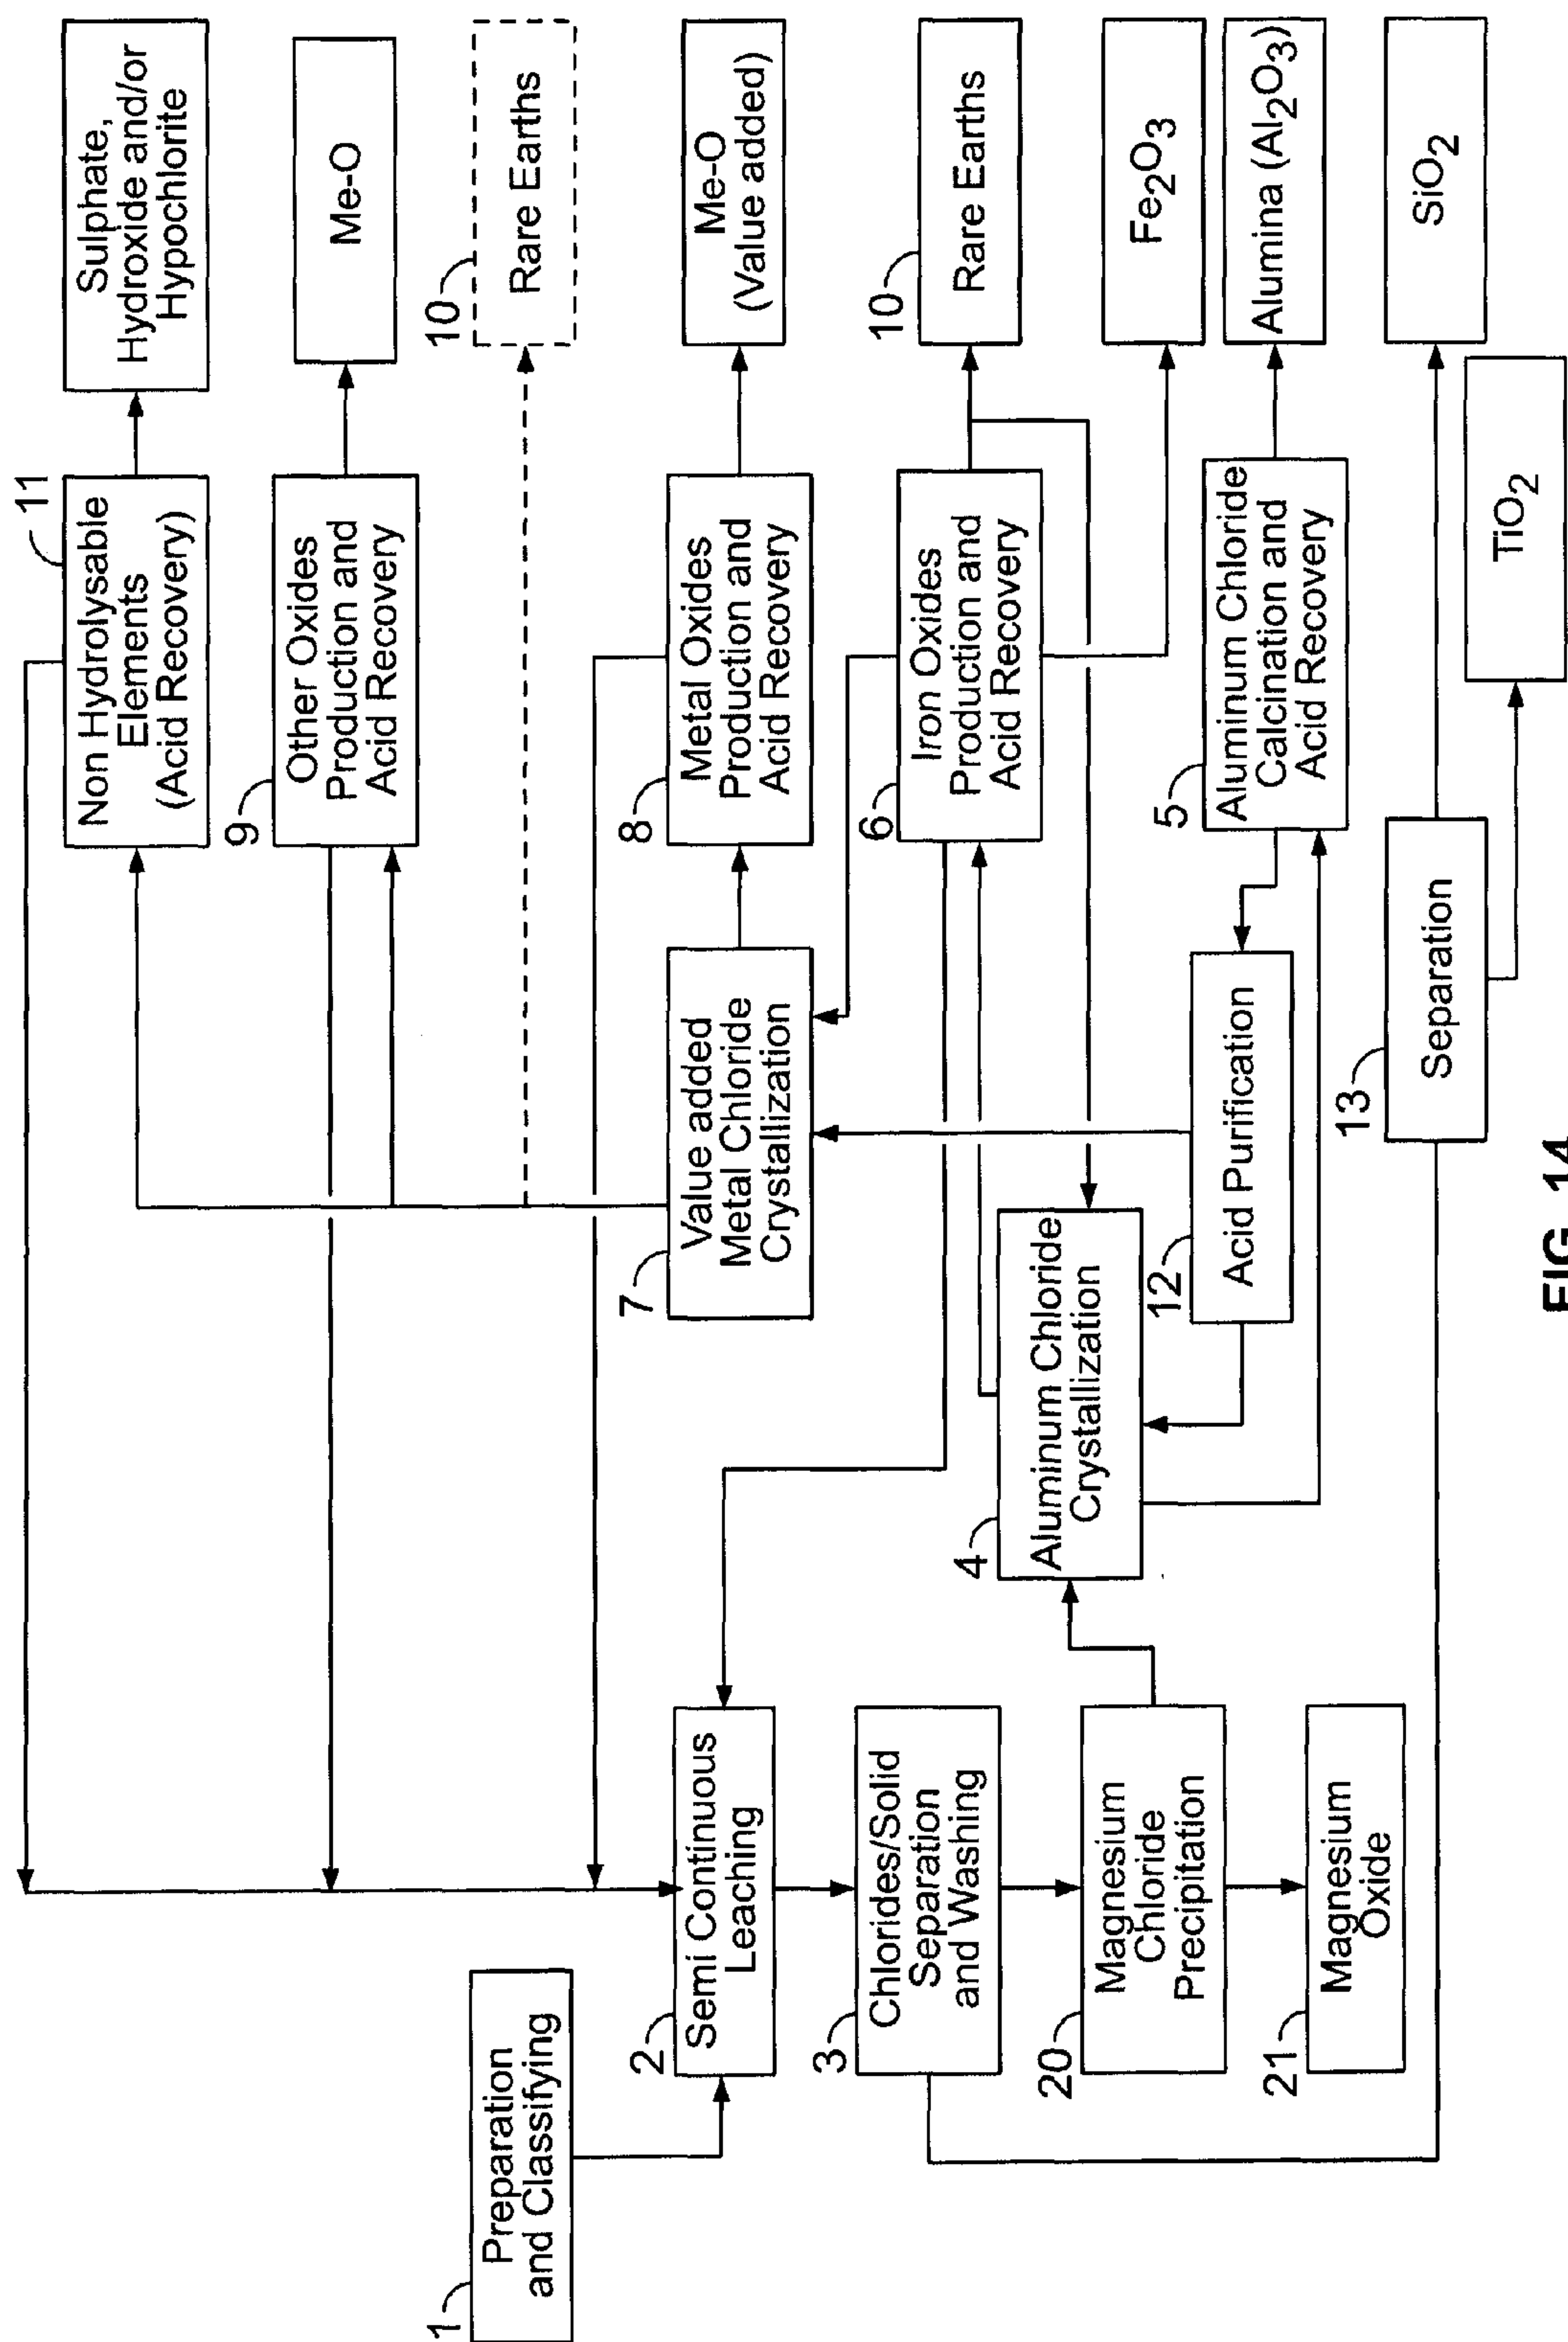 1
Preparation
and Classifying
2
Semi Continuous
Leaching
3
Chlorides/Solid
Separation
and Washing
20
Magnesium
Chloride
Precipitation
21
Magnesium
Oxide
4
Aluminum Chloride
Crystallization
7
Value added
Metal Chloride
Crystallization
12
Acid Purification
13
Separation
11
Non Hydrolysable
Elements
(Acid Recovery)
9
Other Oxides
Production and
Acid Recovery
8
Metal Oxides
Production and
Acid Recovery
6
Iron Oxides
Production and
Acid Recovery
5
Aluminum Chloride
Calcination and
Acid Recovery
Sulphate,
Hydroxide and/or
Hypochlorite
Me-O
10
Rare Earths
Me-O
(Value added)
10
Rare Earths
Fe2O3
Alumina (Al2O3)
SiO2
TiO2
FIG. 14